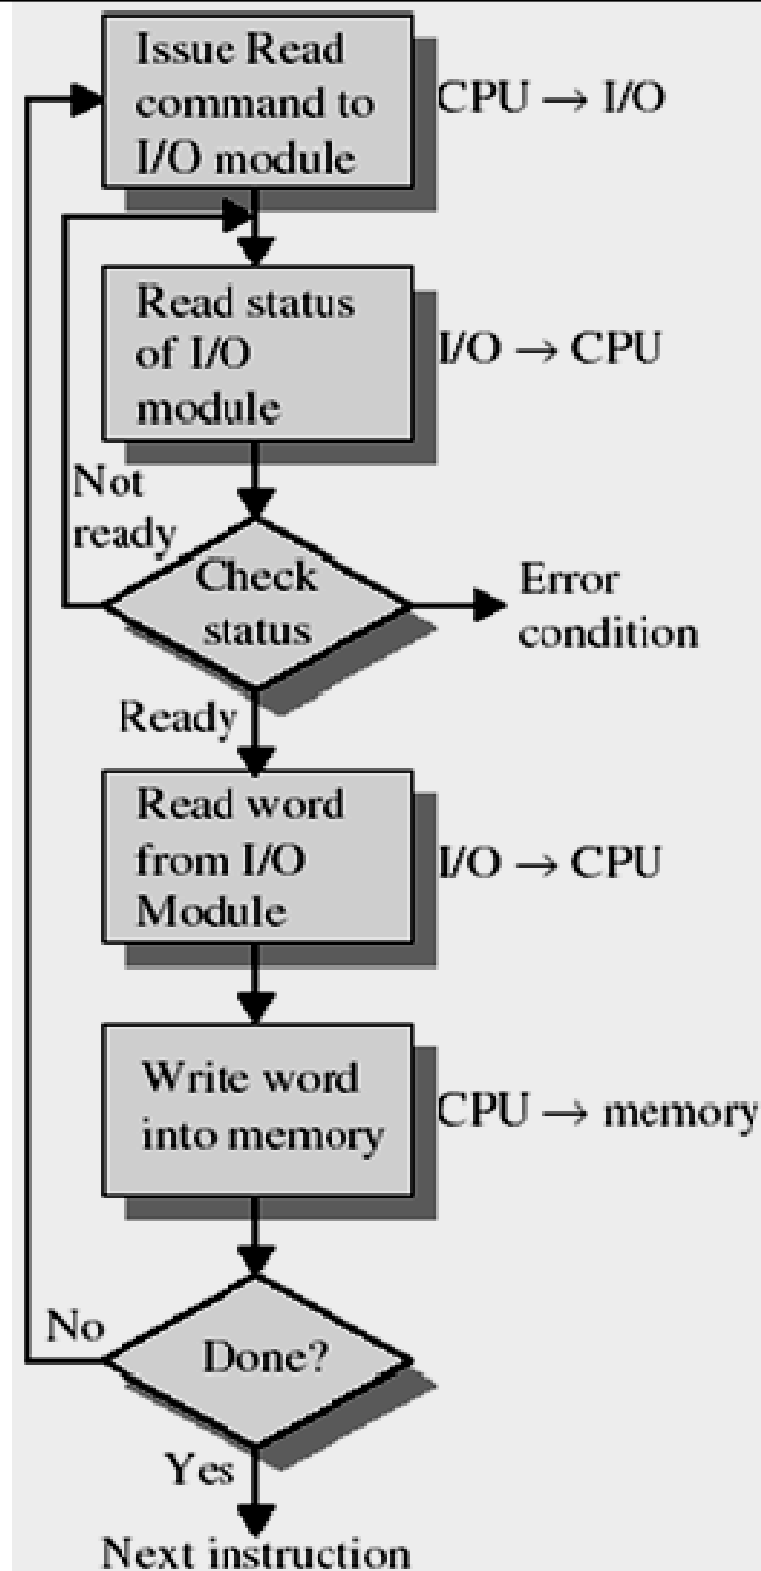 Issue Read
command to
I/O module
CPU → I/O
Read status
of I/O
module
I/O → CPU
Not
ready
Check
status
Error
condition
Ready
Read word
from I/O
Module
I/O → CPU
Write word
into memory
CPU → memory
No
Done?
Yes
Next instruction